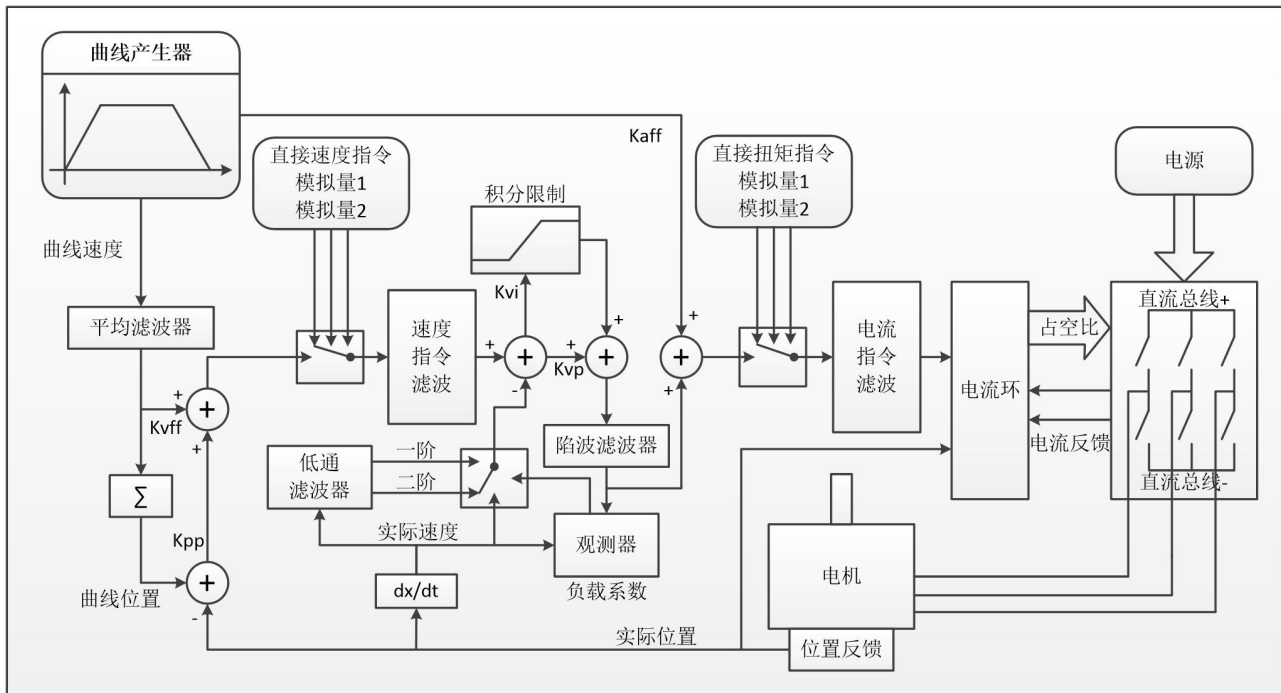 曲线产生器
Kaff
直接速度指令
模拟量1
模拟量2
直接扭矩指令
模拟量1
模拟量2
电源
积分限制
曲线速度
Kvi
平均滤波器
速度
指令
滤波
+
+
-
Kvp
+
+
+
+
+
+
电流
指令
滤波
电流环
占空比
直流总线+
直流总线-
电流反馈
+
Kvff
+
+
低通
滤波器
一阶
二阶
陷波滤波器
Σ
Kpp
实际速度
观测器
负载系数
+
-
曲线位置
dx/dt
电机
实际位置
位置反馈